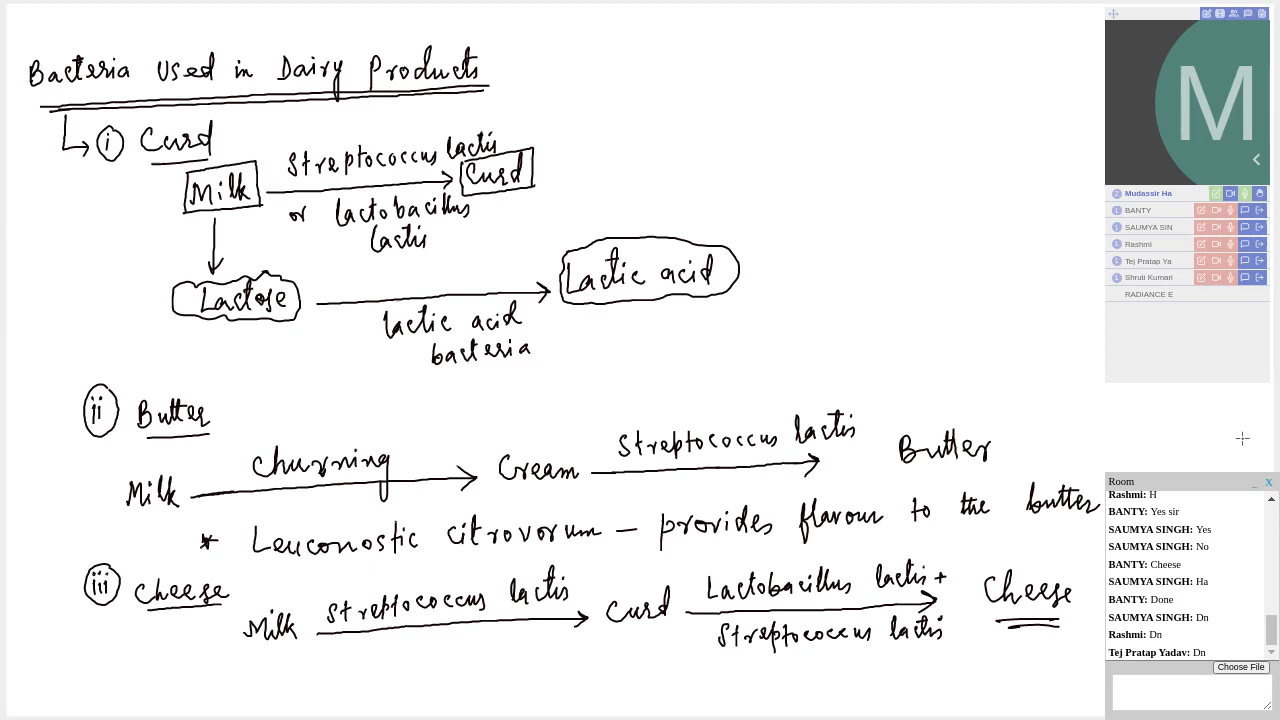 Bacteria Used in Dairy Products
i Curd
Milk
Streptococcus lactis
or lactobacillus
lactis
Curd
Lactose
lactic acid
bacteria
Lactic acid
ii Butter
Milk
Churning
Cream
Streptococcus lactis
Butter
* Leuconostic citrovorum — provides flavour to the butter
iii Cheese
Milk
Streptococcus lactis
Curd
Lactobacillus lactis +
Streptococcus lactis
Cheese
M
Mudassir Ha
BANTY
SAUMYA SIN
Rashmi
Tej Pratap Ya
Shruti Kumari
RADIANCE E
Room _ X
Rashmi: H
BANTY: Yes sir
SAUMYA SINGH: Yes
SAUMYA SINGH: No
BANTY: Cheese
SAUMYA SINGH: Ha
BANTY: Done
SAUMYA SINGH: Dn
Rashmi: Dn
Tej Pratap Yadav: Dn
Choose File